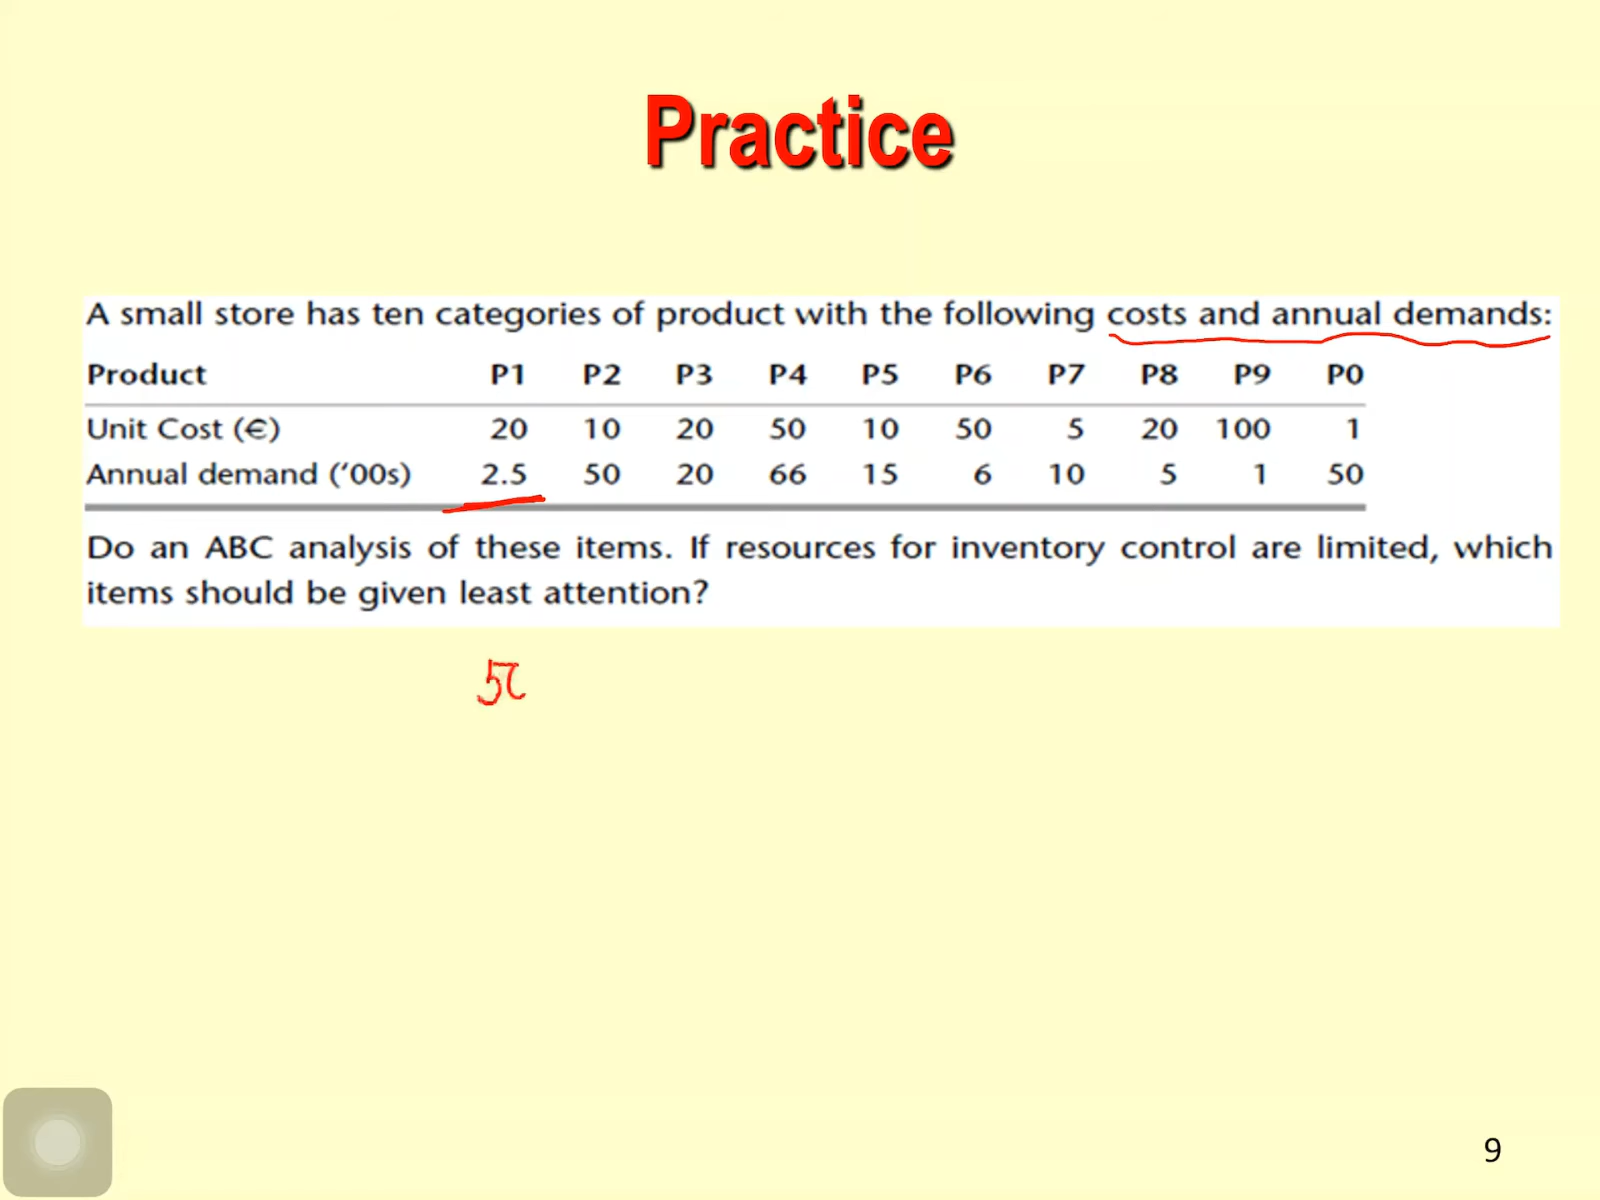 Practice
A small store has ten categories of product with the following costs and annual demands:
Product P1 P2 P3 P4 P5 P6 P7 P8 P9 P0
Unit Cost (€) 20 10 20 50 10 50 5 20 100 1
Annual demand (’00s) 2.5 50 20 66 15 6 10 5 1 50
Do an ABC analysis of these items. If resources for inventory control are limited, which
items should be given least attention?
9